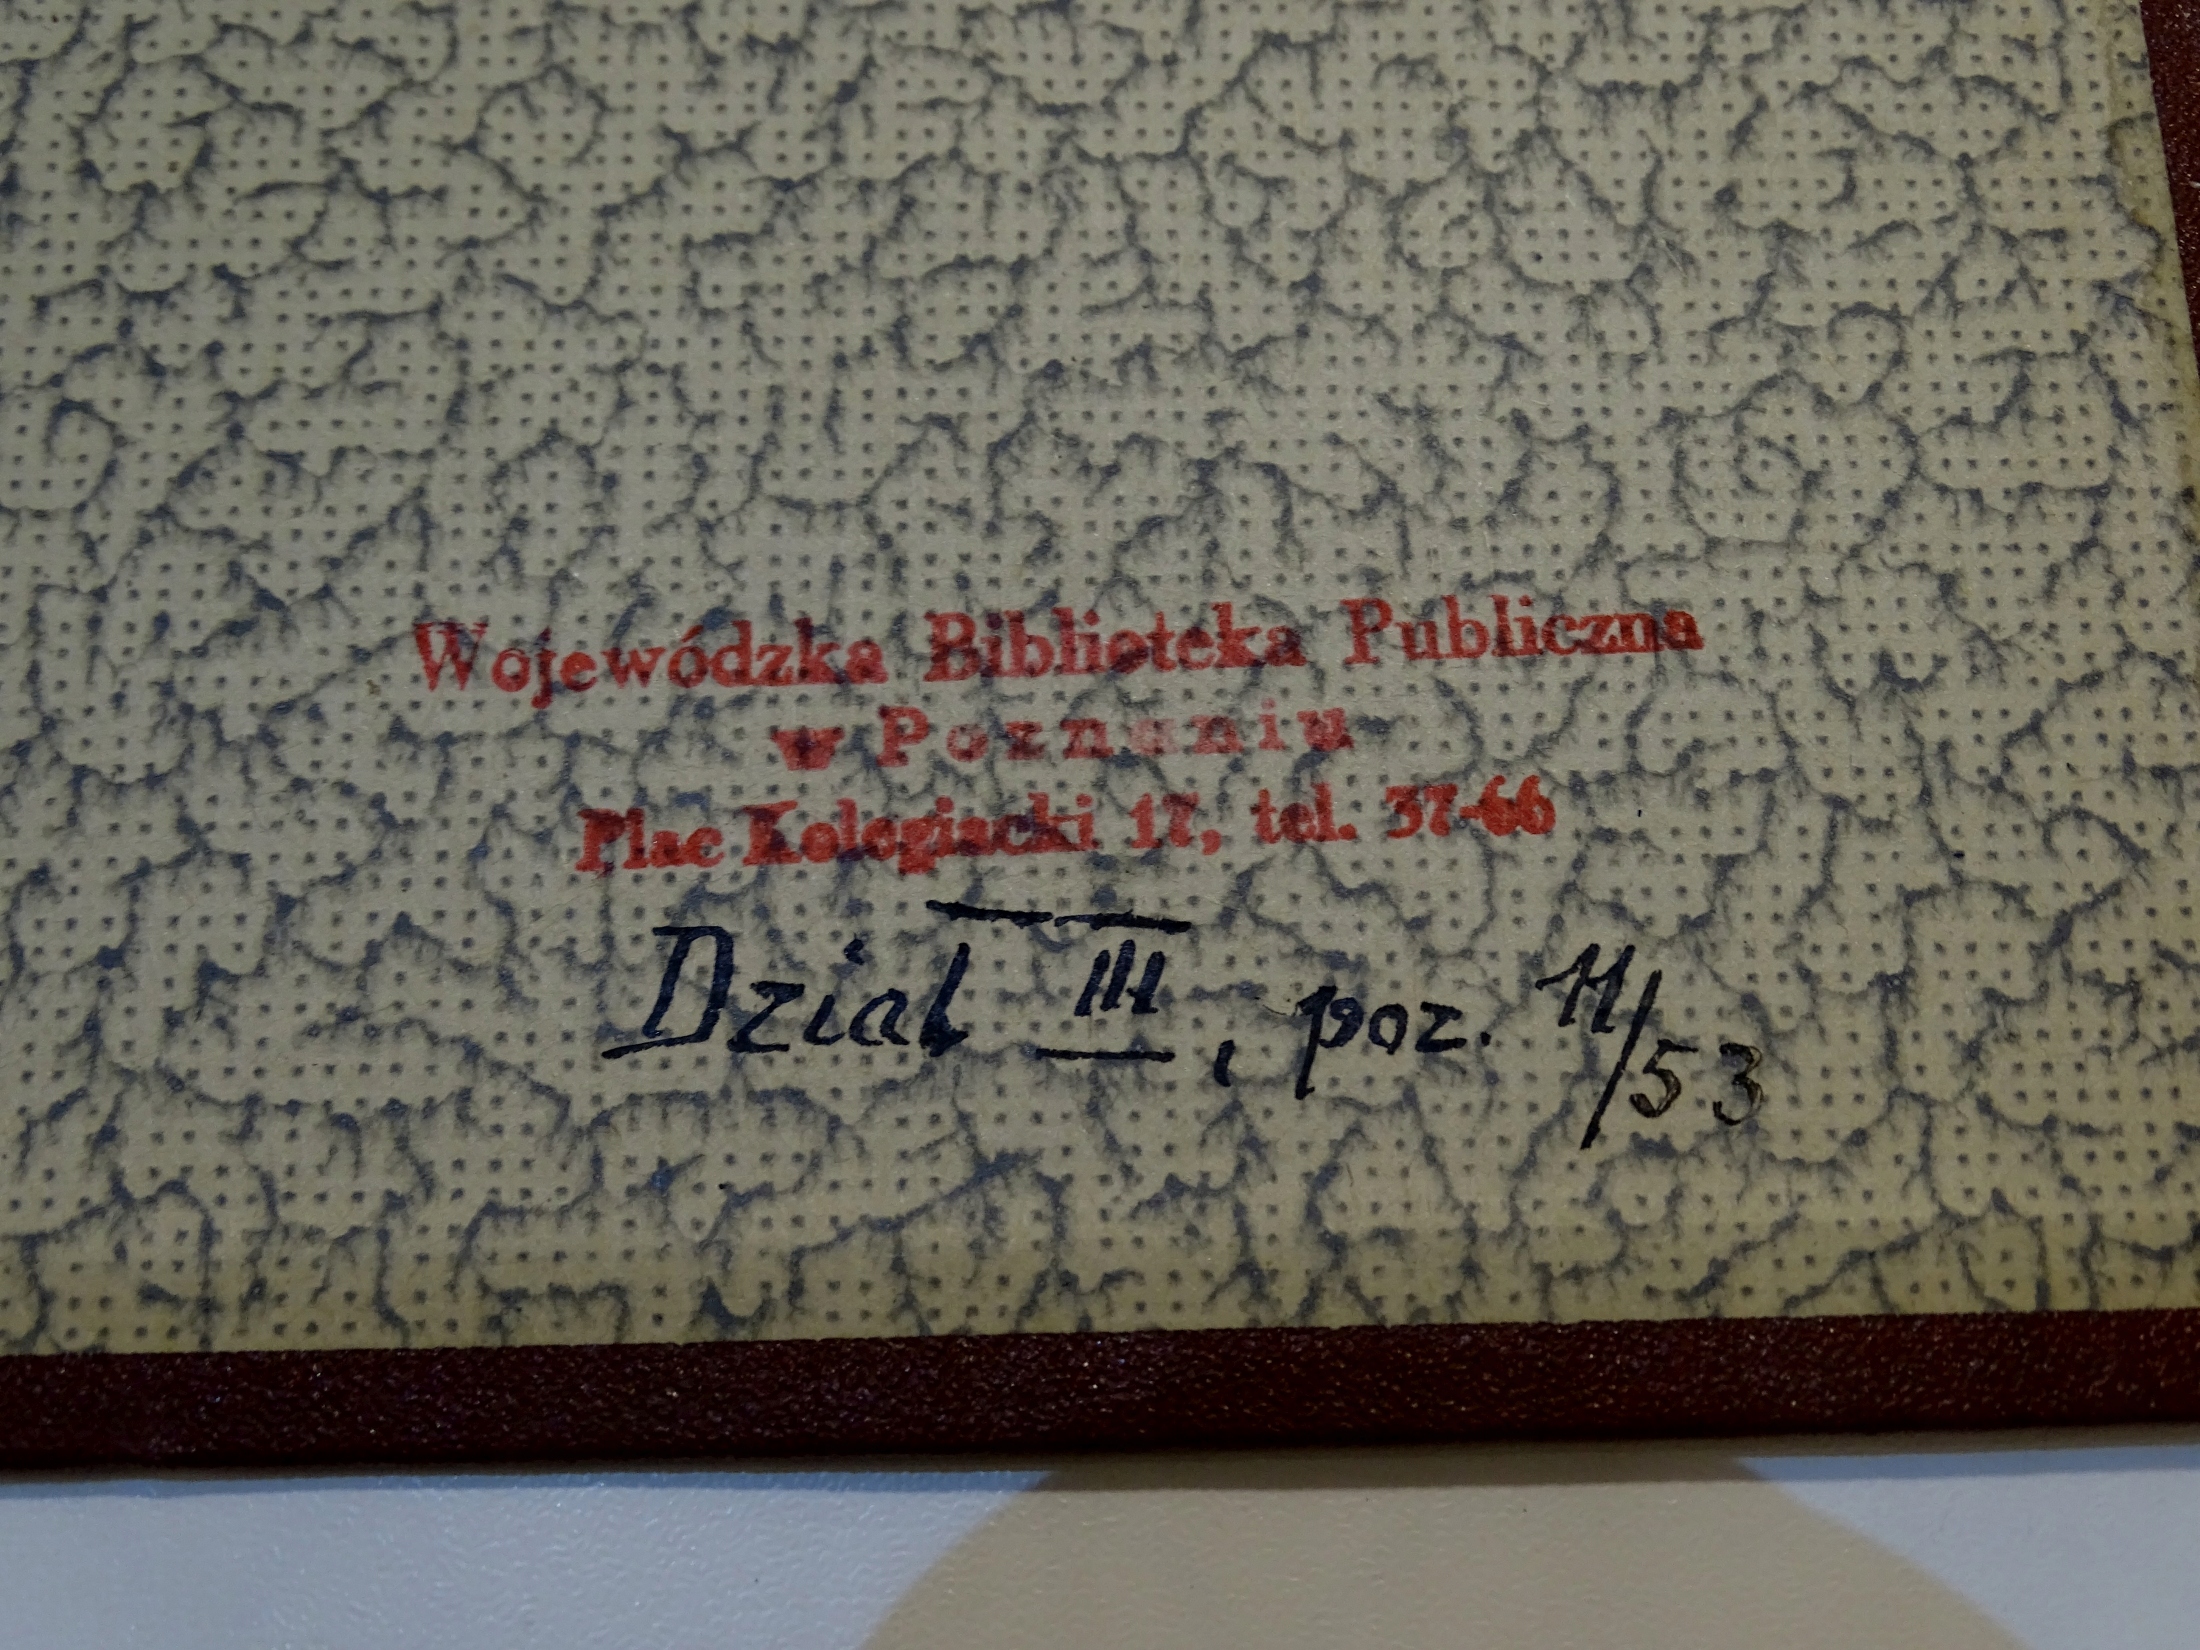 Wojewódzka Biblioteka Publiczna
w Poznaniu
Plac Kolegiacki 17, tel. 37-66
Dział III, poz. 11/53